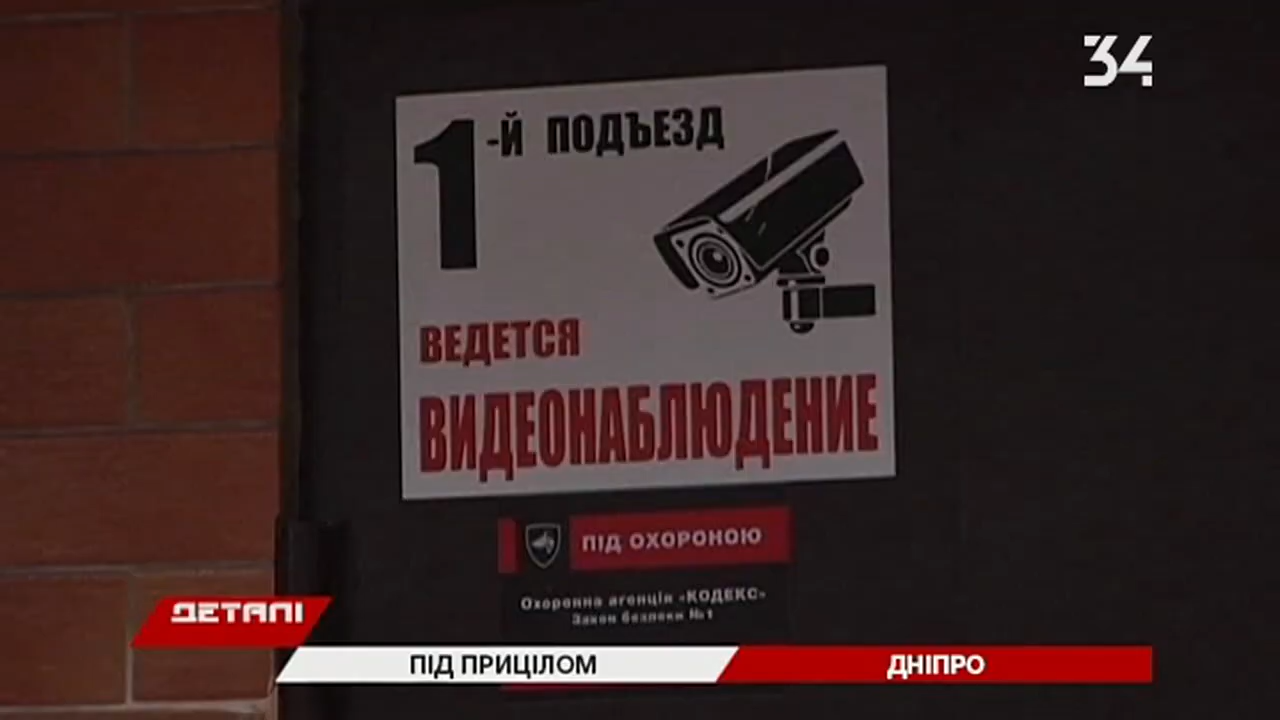 34
1-Й ПОДЪЕЗД
ВЕДЕТСЯ
ВИДЕОНАБЛЮДЕНИЕ
ПІД ОХОРОНОЮ
Охоронна агенція «КОДЕКС»
Закон безпеки №1
ДЕТАЛІ
ПІД ПРИЦІЛОМ
ДНІПРО